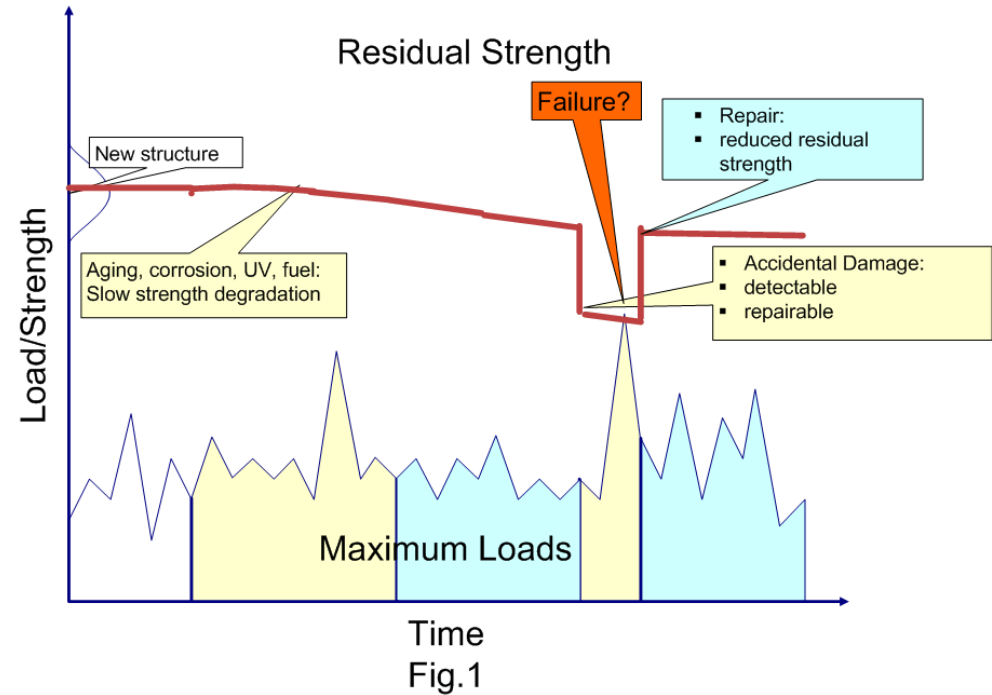 Residual Strength
Failure?
▪ Repair:
▪ reduced residual
strength
New structure
Aging, corrosion, UV, fuel:
Slow strength degradation
▪ Accidental Damage:
▪ detectable
▪ repairable
Load/Strength
Maximum Loads
Time
Fig.1